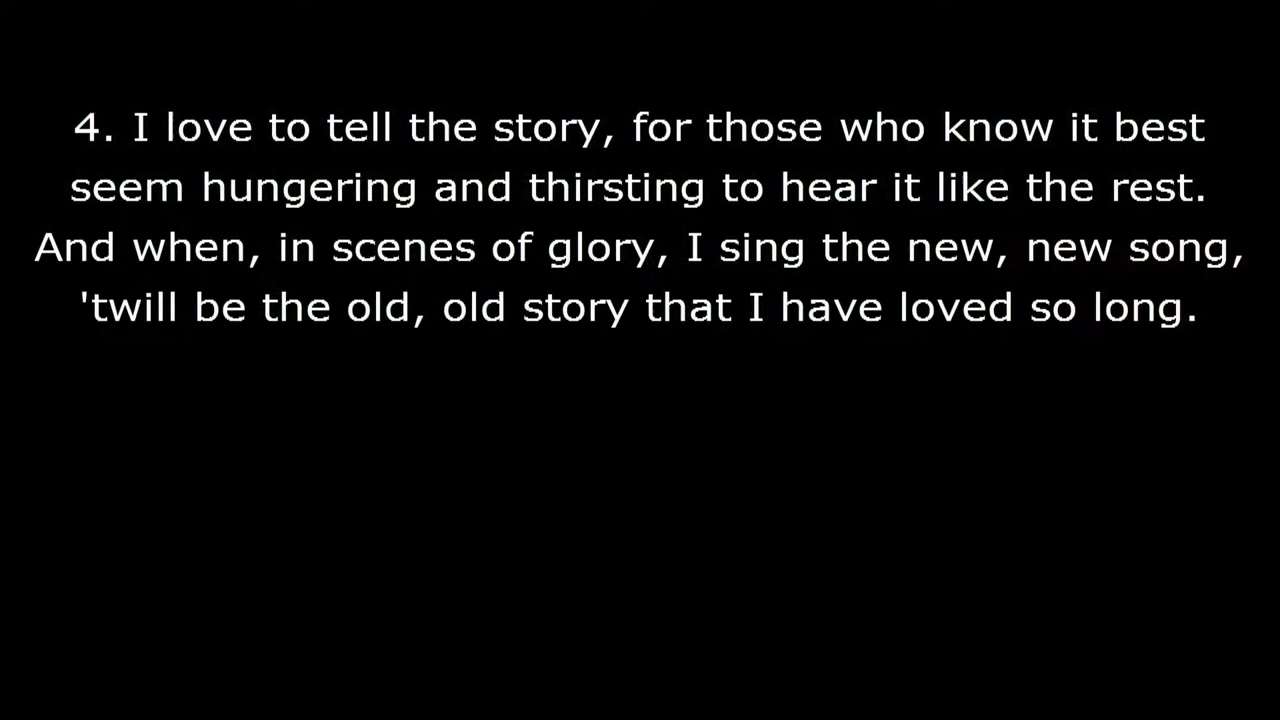 4. I love to tell the story, for those who know it best
seem hungering and thirsting to hear it like the rest.
And when, in scenes of glory, I sing the new, new song,
'twill be the old, old story that I have loved so long.